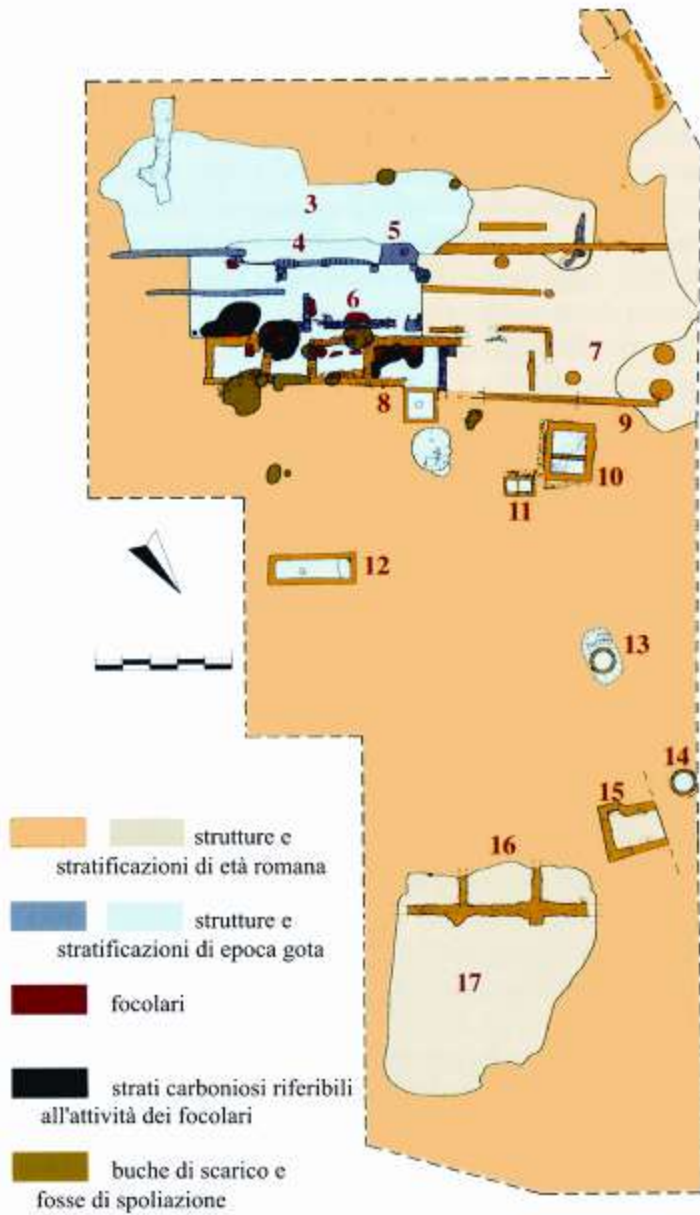 3
4
5
6
7
8
9
10
11
12
13
14
15
16
17
strutture e
stratificazioni di età romana
strutture e
stratificazioni di epoca gota
focolari
strati carboniosi riferibili
all'attività dei focolari
buche di scarico e
fosse di spoliazione